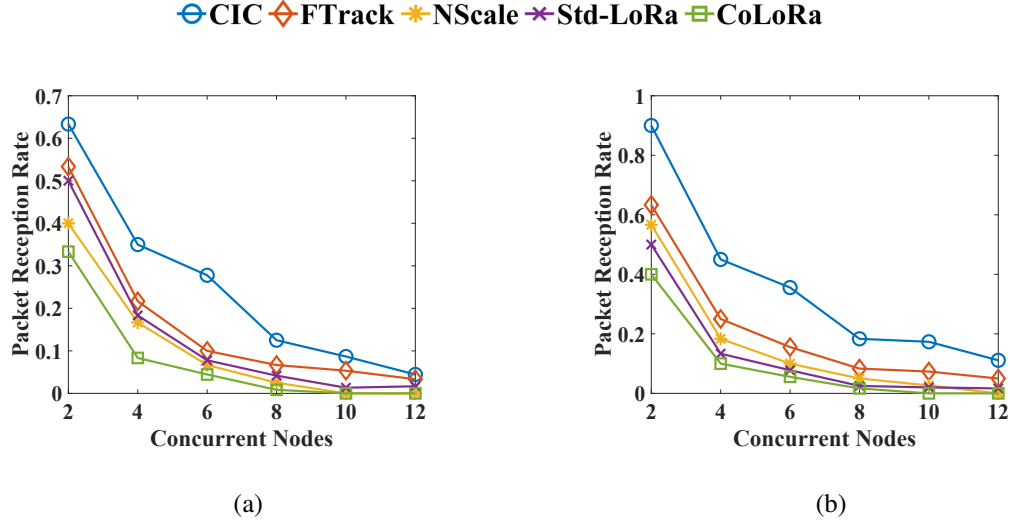 CIC FTrack NScale Std-LoRa CoLoRa
0.7
0.6
0.5
0.4
0.3
0.2
0.1
0
Packet Reception Rate
2 4 6 8 10 12
Concurrent Nodes
(a)
1
0.8
0.6
0.4
0.2
0
Packet Reception Rate
2 4 6 8 10 12
Concurrent Nodes
(b)